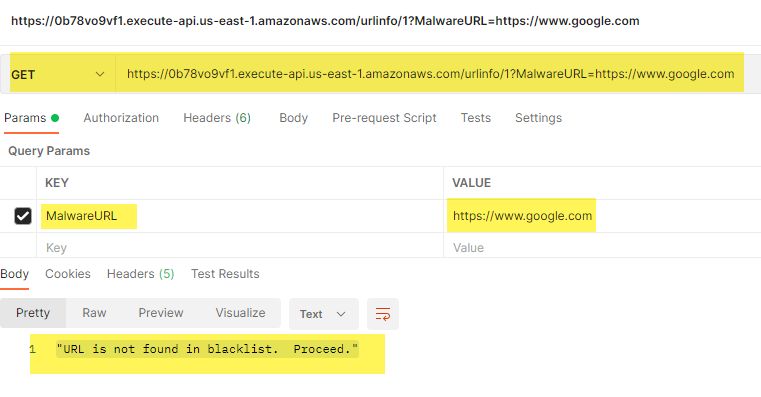 https://0b78vo9vf1.execute-api.us-east-1.amazonaws.com/urlinfo/1?MalwareURL=https://www.google.com
GET https://0b78vo9vf1.execute-api.us-east-1.amazonaws.com/urlinfo/1?MalwareURL=https://www.google.com
Params Authorization Headers (6) Body Pre-request Script Tests Settings
Query Params
KEY VALUE
MalwareURL https://www.google.com
Key Value
Body Cookies Headers (5) Test Results
Pretty Raw Preview Visualize Text
1 "URL is not found in blacklist.  Proceed."